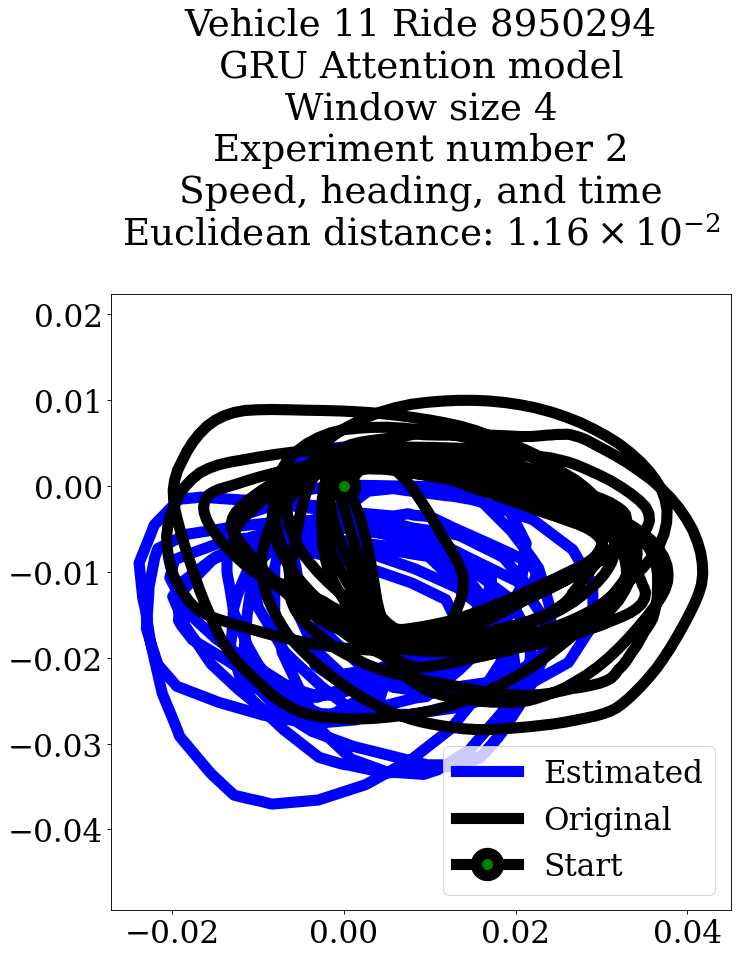 Vehicle 11 Ride 8950294
GRU Attention model
Window size 4
Experiment number 2
Speed, heading, and time
Euclidean distance: 1.16 × 10⁻²
0.02
0.01
0.00
−0.01
−0.02
−0.03
−0.04
Estimated
Original
Start
−0.02 0.00 0.02 0.04